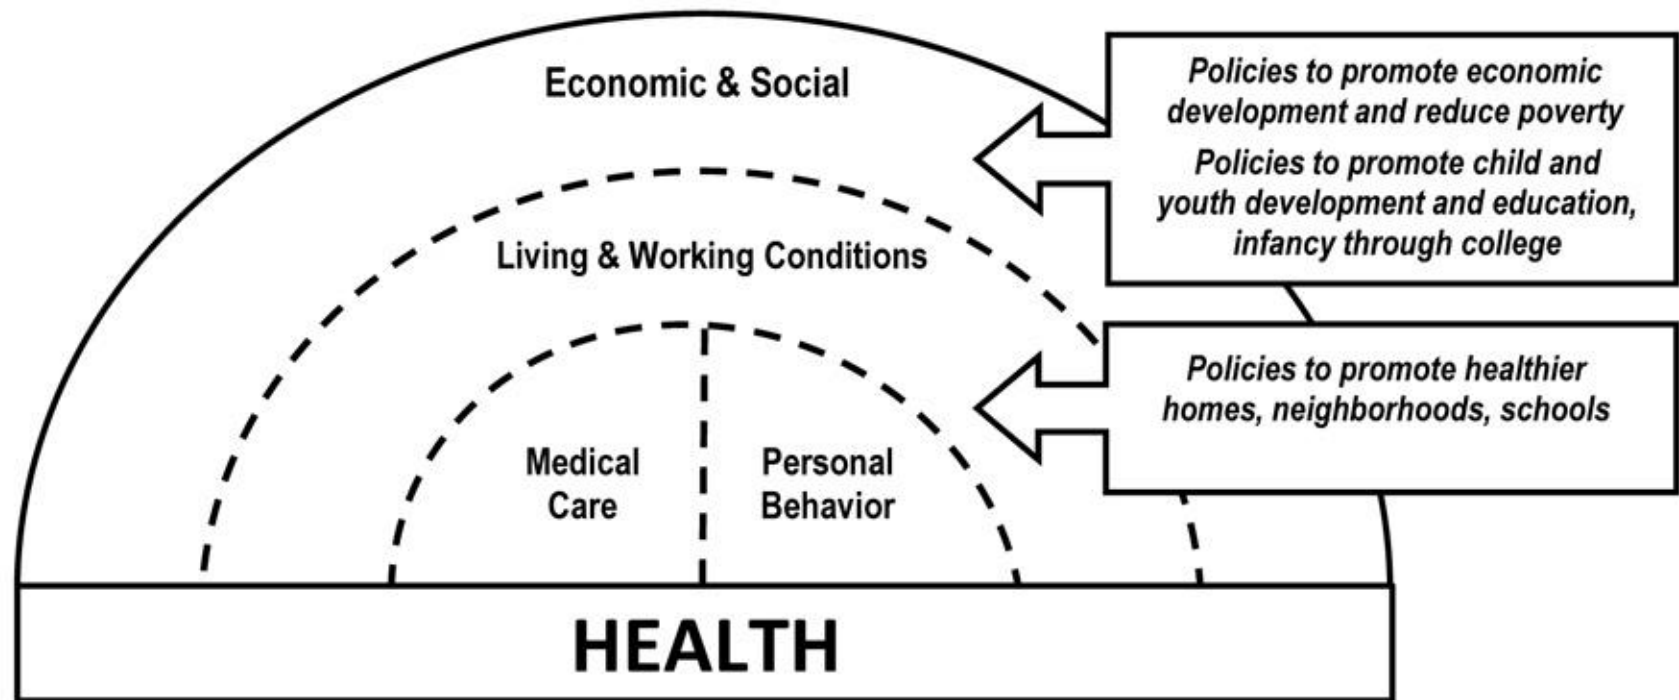 Economic & Social
Policies to promote economic
development and reduce poverty
Policies to promote child and
youth development and education,
infancy through college
Living & Working Conditions
Policies to promote healthier
homes, neighborhoods, schools
Medical
Care
Personal
Behavior
HEALTH